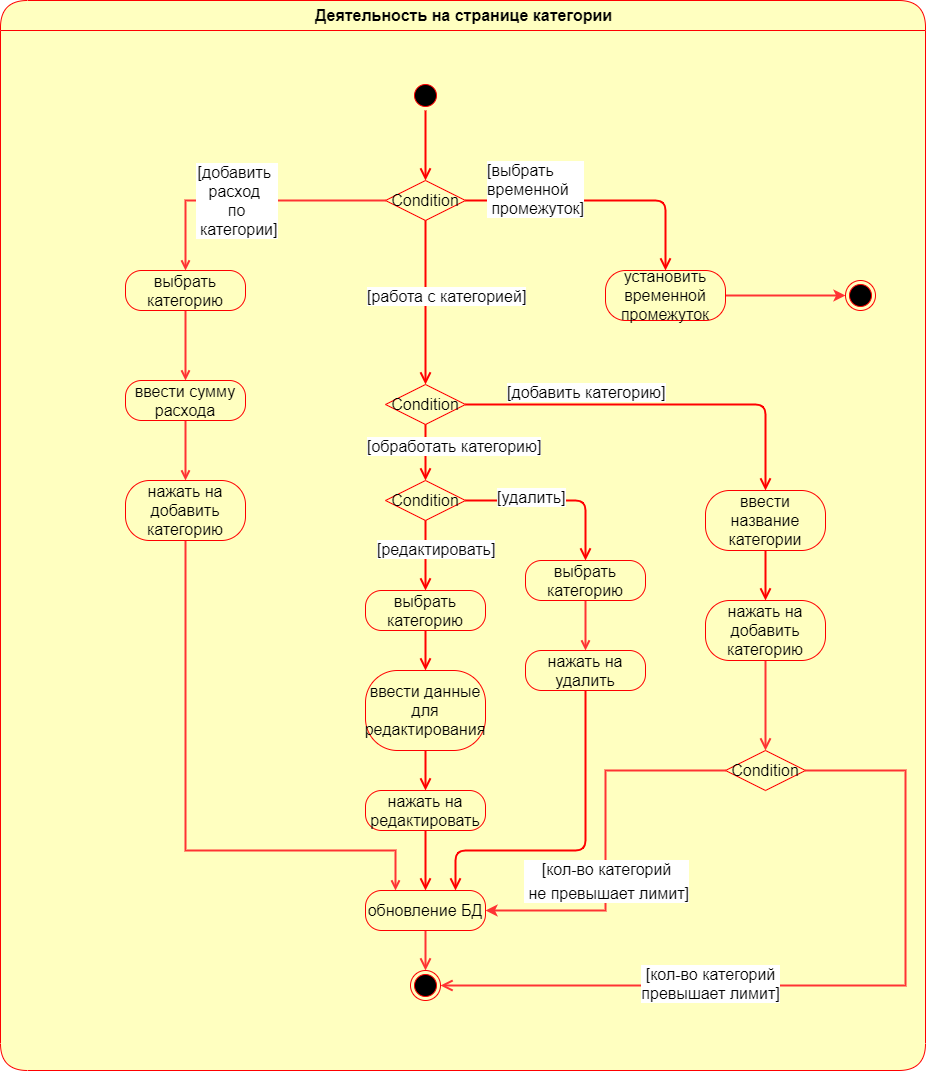 Деятельность на странице категории
[добавить
расход
по
категории]
Condition
[выбрать
временной
промежуток]
выбрать
категорию
[работа с категорией]
установить
временной
промежуток
ввести сумму
расхода
Condition
[добавить категорию]
[обработать категорию]
нажать на
добавить
категорию
Condition
[удалить]
ввести
название
категории
[редактировать]
выбрать
категорию
выбрать
категорию
нажать на
добавить
категорию
ввести данные
для
редактирования
нажать на
удалить
Condition
нажать на
редактировать
[кол-во категорий
не превышает лимит]
обновление БД
[кол-во категорий
превышает лимит]